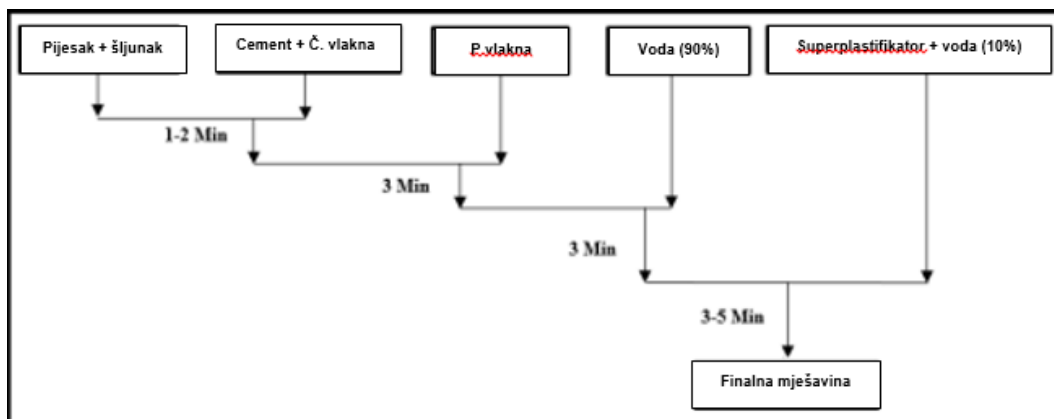 Pijesak + šljunak
Cement + Č. vlakna
P.vlakna
Voda (90%)
Superplastifikator + voda (10%)
1-2 Min
3 Min
3 Min
3-5 Min
Finalna mješavina